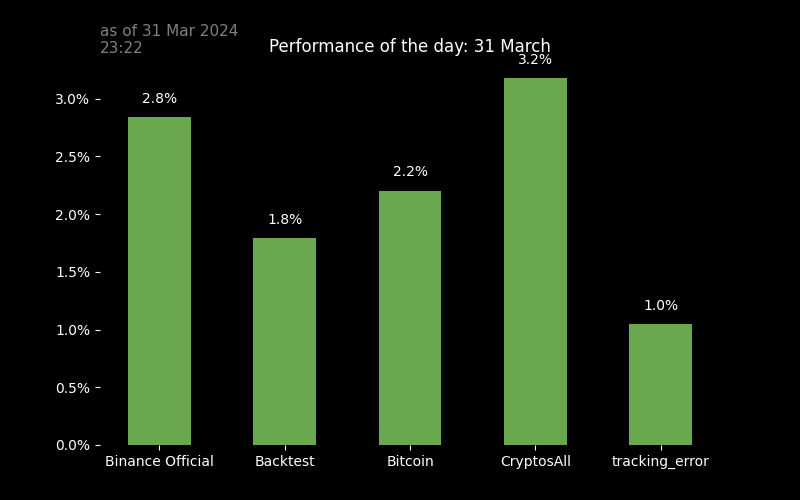 as of 31 Mar 2024
23:22
Performance of the day: 31 March
3.2%
3.0%
2.8%
2.5%
2.2%
2.0%
1.8%
1.5%
1.0%
1.0%
0.5%
0.0%
Binance Official
Backtest
Bitcoin
CryptosAll
tracking_error